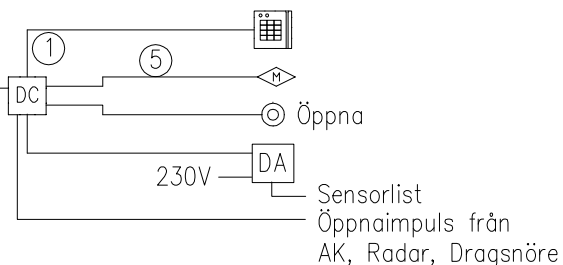 1
5
M
DC
Öppna
DA
230V
Sensorlist
Öppnaimpuls från
AK, Radar, Dragsnöre